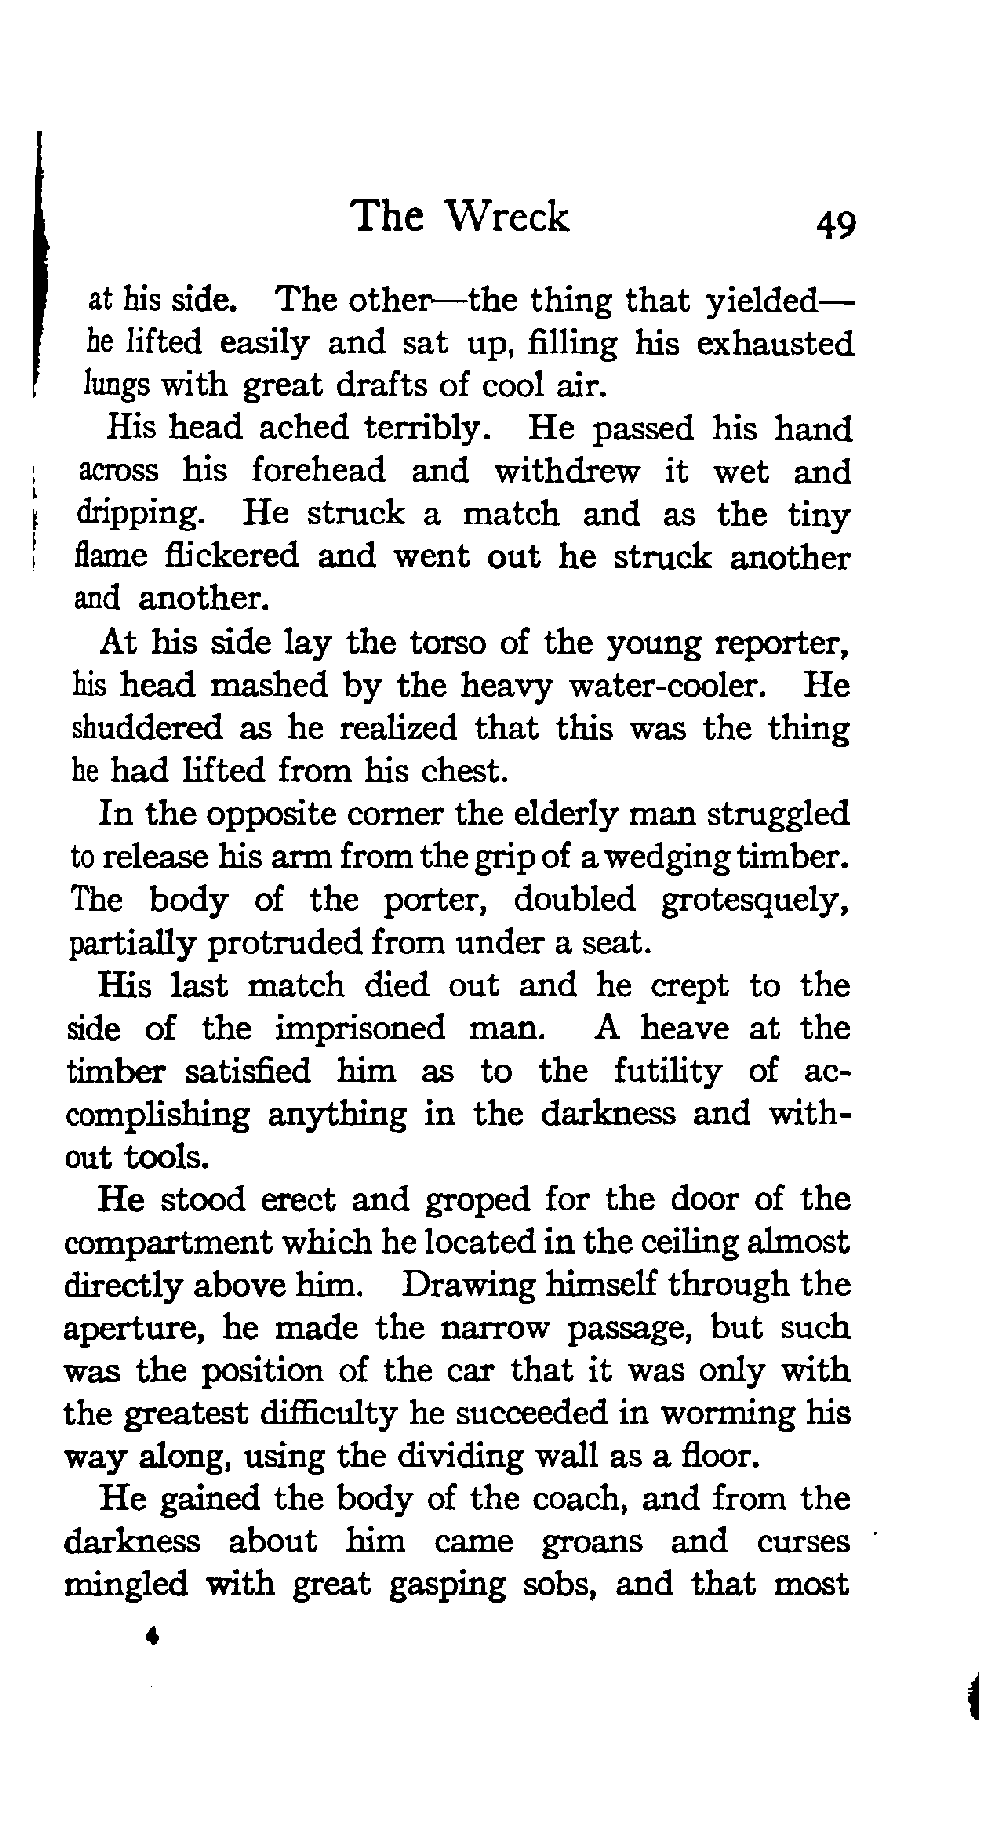 The Wreck 49
at his side. The other—the thing that yielded—
he lifted easily and sat up, filling his exhausted
lungs with great drafts of cool air.
His head ached terribly. He passed his hand
across his forehead and withdrew it wet and
dripping. He struck a match and as the tiny
flame flickered and went out he struck another
and another.
At his side lay the torso of the young reporter,
his head mashed by the heavy water-cooler. He
shuddered as he realized that this was the thing
he had lifted from his chest.
In the opposite corner the elderly man struggled
to release his arm from the grip of a wedging timber.
The body of the porter, doubled grotesquely,
partially protruded from under a seat.
His last match died out and he crept to the
side of the imprisoned man. A heave at the
timber satisfied him as to the futility of ac-
complishing anything in the darkness and with-
out tools.
He stood erect and groped for the door of the
compartment which he located in the ceiling almost
directly above him. Drawing himself through the
aperture, he made the narrow passage, but such
was the position of the car that it was only with
the greatest difficulty he succeeded in worming his
way along, using the dividing wall as a floor.
He gained the body of the coach, and from the
darkness about him came groans and curses
mingled with great gasping sobs, and that most
4